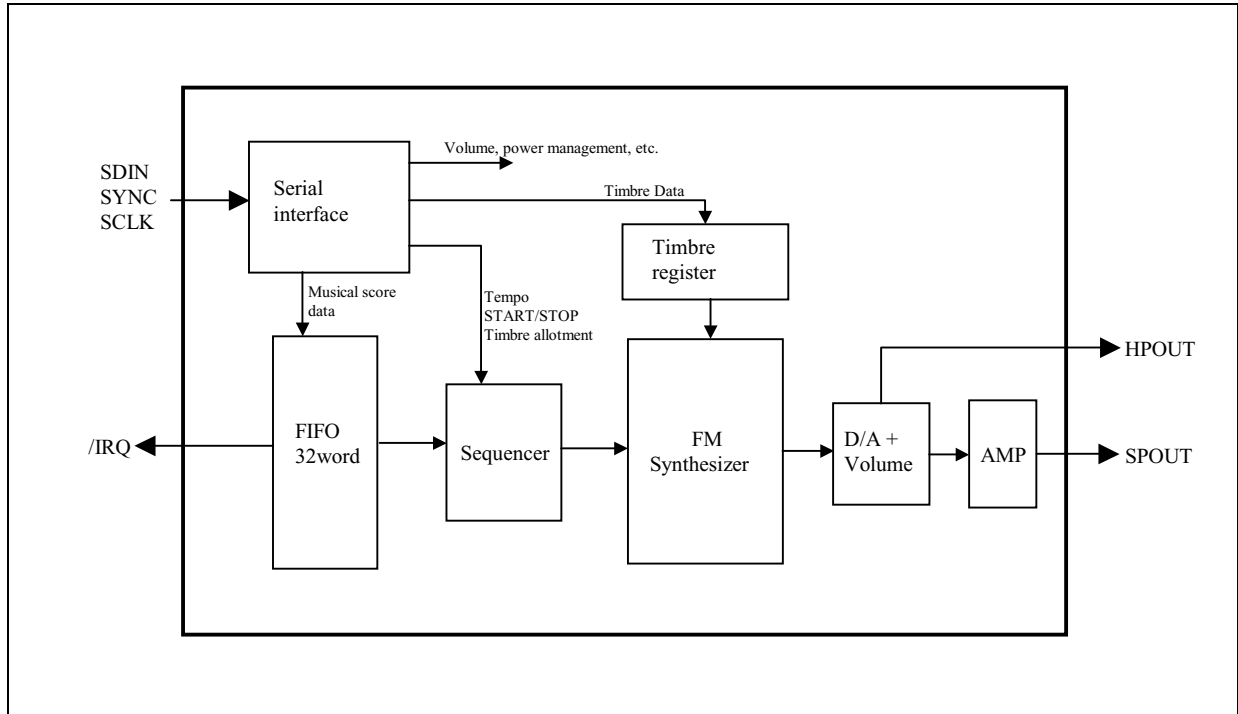 Volume, power management, etc.
SDIN
SYNC
SCLK
Serial
interface
Timbre Data
Timbre
register
Musical score
data
Tempo
START/STOP
Timbre allotment
HPOUT
/IRQ
FIFO
32word
Sequencer
FM
Synthesizer
D/A +
Volume
AMP
SPOUT